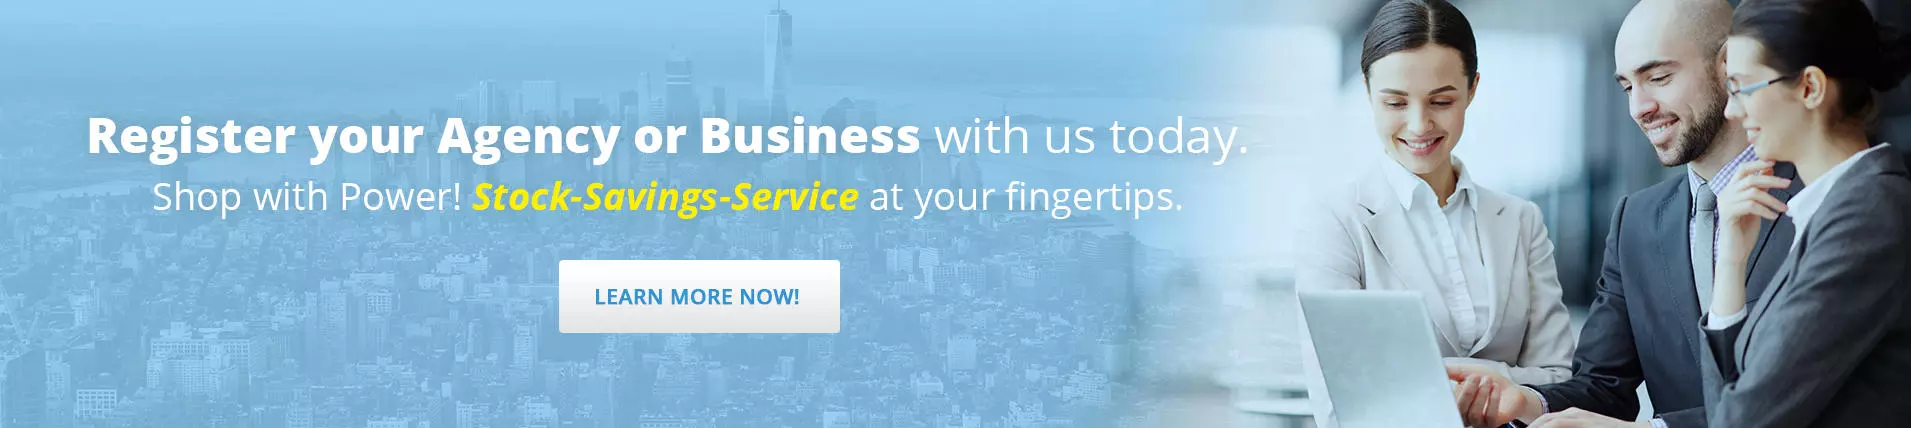 Register your Agency or Business with us today.
Shop with Power! Stock-Savings-Service at your fingertips.
LEARN MORE NOW!